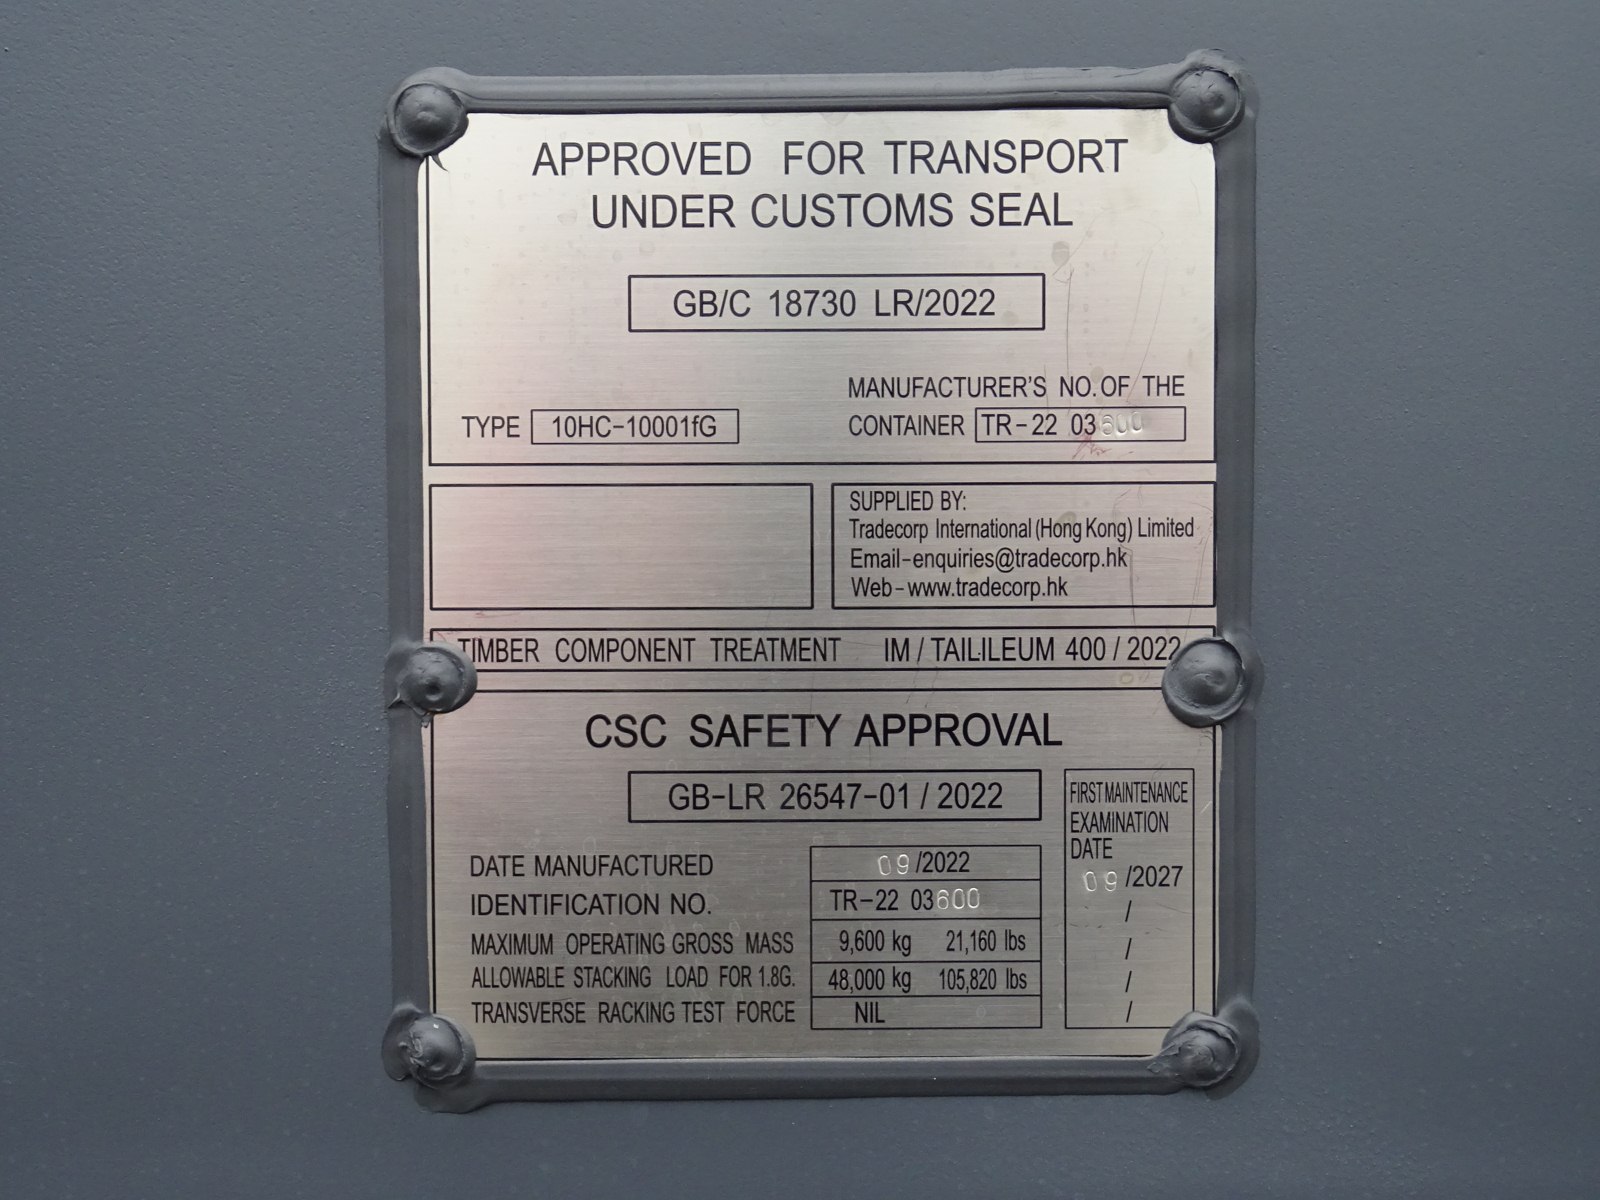 APPROVED FOR TRANSPORT
UNDER CUSTOMS SEAL
GB/C 18730 LR/2022
TYPE 10HC-10001fG
MANUFACTURER'S NO. OF THE
CONTAINER TR-22 03600
SUPPLIED BY:
Tradecorp International (Hong Kong) Limited
Email-enquiries@tradecorp.hk
Web-www.tradecorp.hk
TIMBER COMPONENT TREATMENT IM / TAILILEUM 400 / 2022
CSC SAFETY APPROVAL
GB-LR 26547-01 / 2022
DATE MANUFACTURED 09/2022
IDENTIFICATION NO. TR-22 03600
MAXIMUM OPERATING GROSS MASS 9,600 kg 21,160 lbs
ALLOWABLE STACKING LOAD FOR 1.8G. 48,000 kg 105,820 lbs
TRANSVERSE RACKING TEST FORCE NIL
FIRST MAINTENANCE
EXAMINATION
DATE
09/2027
/
/
/
/